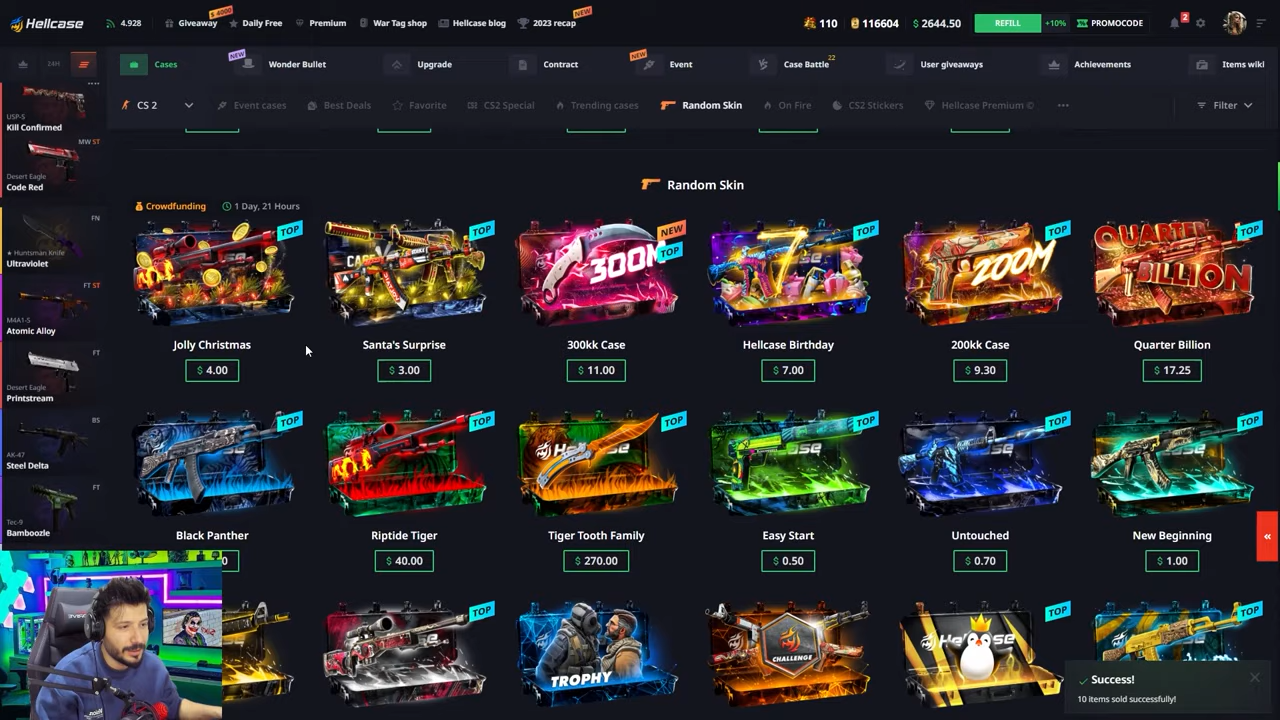 Hellcase
4.928
Giveaway
$ 4000
Daily Free
Premium
War Tag shop
Hellcase blog
2023 recap
NEW
110
116604
$ 2644.50
REFILL
+10%
PROMOCODE
2
24H
Cases
NEW
Wonder Bullet
Upgrade
Contract
NEW
Event
Case Battle
22
User giveaways
Achievements
Items wiki
CS 2
Event cases
Best Deals
Favorite
CS2 Special
Trending cases
Random Skin
On Fire
CS2 Stickers
Hellcase Premium ©
Filter
USP-S
Kill Confirmed
MW ST
Desert Eagle
Code Red
FN
★ Huntsman Knife
Ultraviolet
FT ST
M4A1-S
Atomic Alloy
FT
Desert Eagle
Printstream
BS
AK-47
Steel Delta
FT
Tec-9
Bamboozle
Random Skin
Crowdfunding
1 Day, 21 Hours
TOP
TOP
NEW
TOP
300M
TOP
TOP
200M
TOP
QUARTER
BILLION
Jolly Christmas
Santa's Surprise
300kk Case
Hellcase Birthday
200kk Case
Quarter Billion
$ 4.00
$ 3.00
$ 11.00
$ 7.00
$ 9.30
$ 17.25
TOP
TOP
TOP
TOP
TOP
TOP
Black Panther
Riptide Tiger
Tiger Tooth Family
Easy Start
Untouched
New Beginning
$ 40.00
$ 270.00
$ 0.50
$ 0.70
$ 1.00
TOP
TROPHY
CHALLENGE
TOP
TOP
Success!
10 items sold successfully!